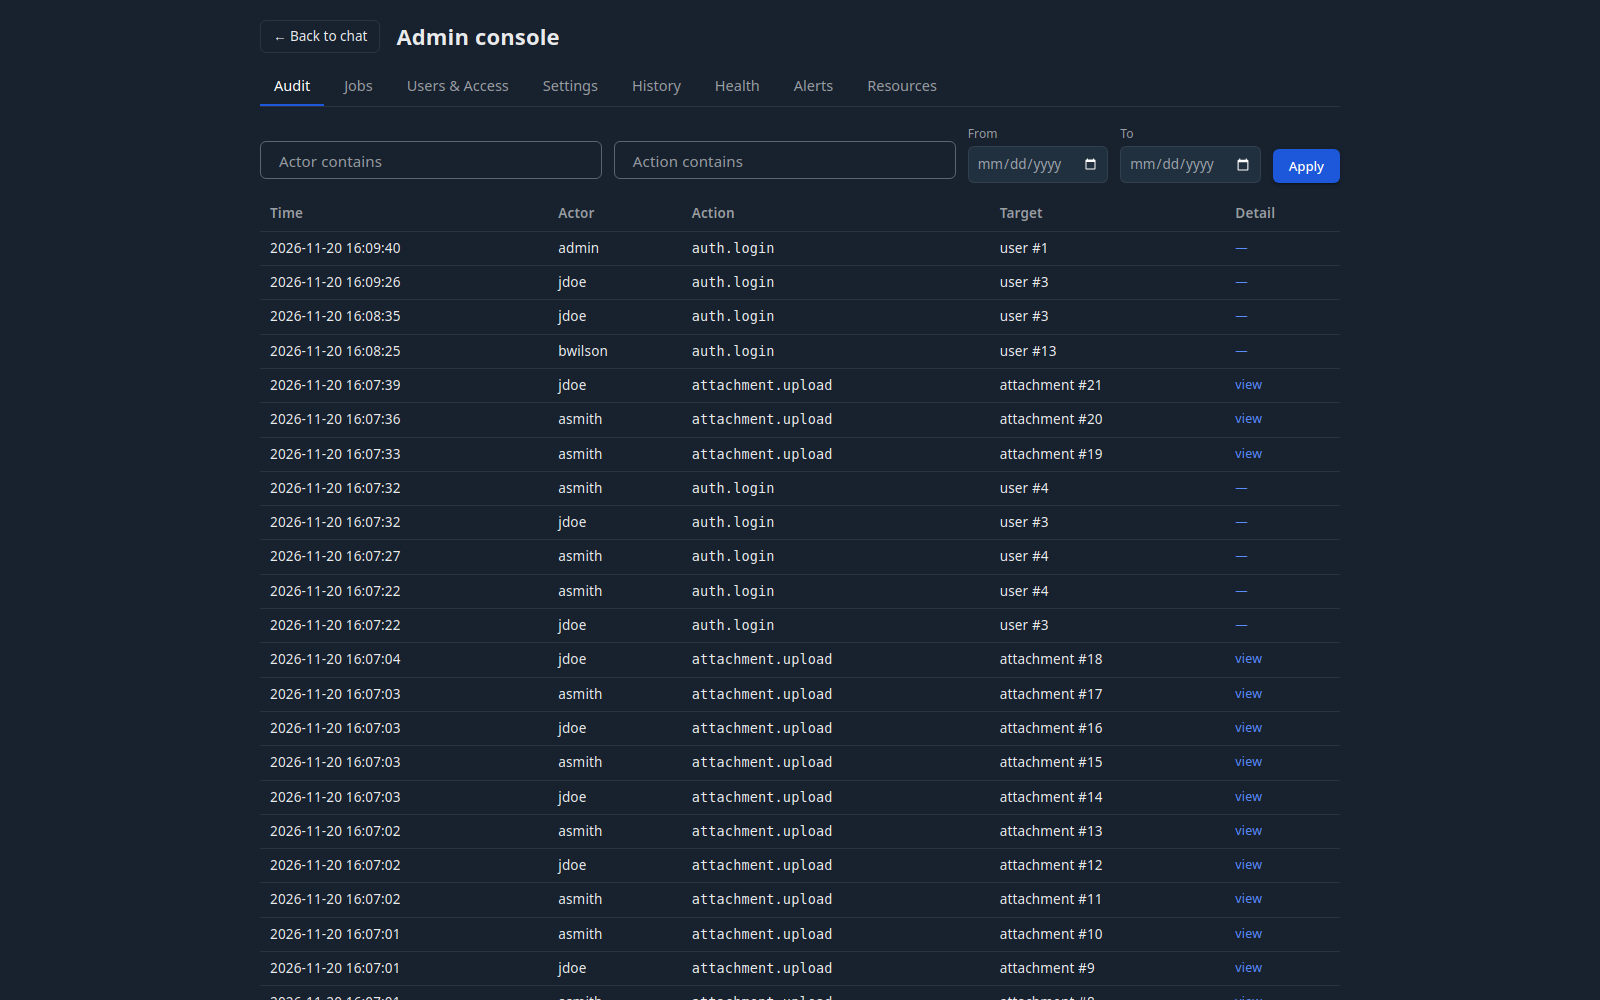 ← Back to chat Admin console
Audit Jobs Users & Access Settings History Health Alerts Resources
From To
Actor contains Action contains mm/dd/yyyy mm/dd/yyyy Apply
Time Actor Action Target Detail
2026-11-20 16:09:40 admin auth.login user #1 —
2026-11-20 16:09:26 jdoe auth.login user #3 —
2026-11-20 16:08:35 jdoe auth.login user #3 —
2026-11-20 16:08:25 bwilson auth.login user #13 —
2026-11-20 16:07:39 jdoe attachment.upload attachment #21 view
2026-11-20 16:07:36 asmith attachment.upload attachment #20 view
2026-11-20 16:07:33 asmith attachment.upload attachment #19 view
2026-11-20 16:07:32 asmith auth.login user #4 —
2026-11-20 16:07:32 jdoe auth.login user #3 —
2026-11-20 16:07:27 asmith auth.login user #4 —
2026-11-20 16:07:22 asmith auth.login user #4 —
2026-11-20 16:07:22 jdoe auth.login user #3 —
2026-11-20 16:07:04 jdoe attachment.upload attachment #18 view
2026-11-20 16:07:03 asmith attachment.upload attachment #17 view
2026-11-20 16:07:03 jdoe attachment.upload attachment #16 view
2026-11-20 16:07:03 asmith attachment.upload attachment #15 view
2026-11-20 16:07:03 jdoe attachment.upload attachment #14 view
2026-11-20 16:07:02 asmith attachment.upload attachment #13 view
2026-11-20 16:07:02 jdoe attachment.upload attachment #12 view
2026-11-20 16:07:02 asmith attachment.upload attachment #11 view
2026-11-20 16:07:01 asmith attachment.upload attachment #10 view
2026-11-20 16:07:01 jdoe attachment.upload attachment #9 view